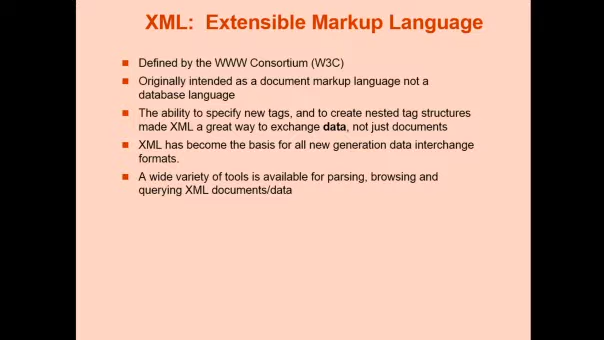 XML: Extensible Markup Language
Defined by the WWW Consortium (W3C)
Originally intended as a document markup language not a
database language
The ability to specify new tags, and to create nested tag structures
made XML a great way to exchange data, not just documents
XML has become the basis for all new generation data interchange
formats.
A wide variety of tools is available for parsing, browsing and
querying XML documents/data